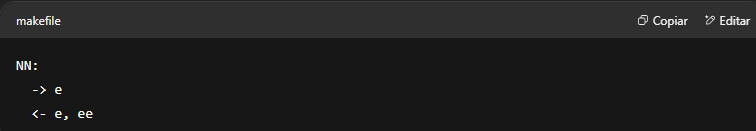 makefile
Copiar
Editar
NN:
-> e
<- e, ee